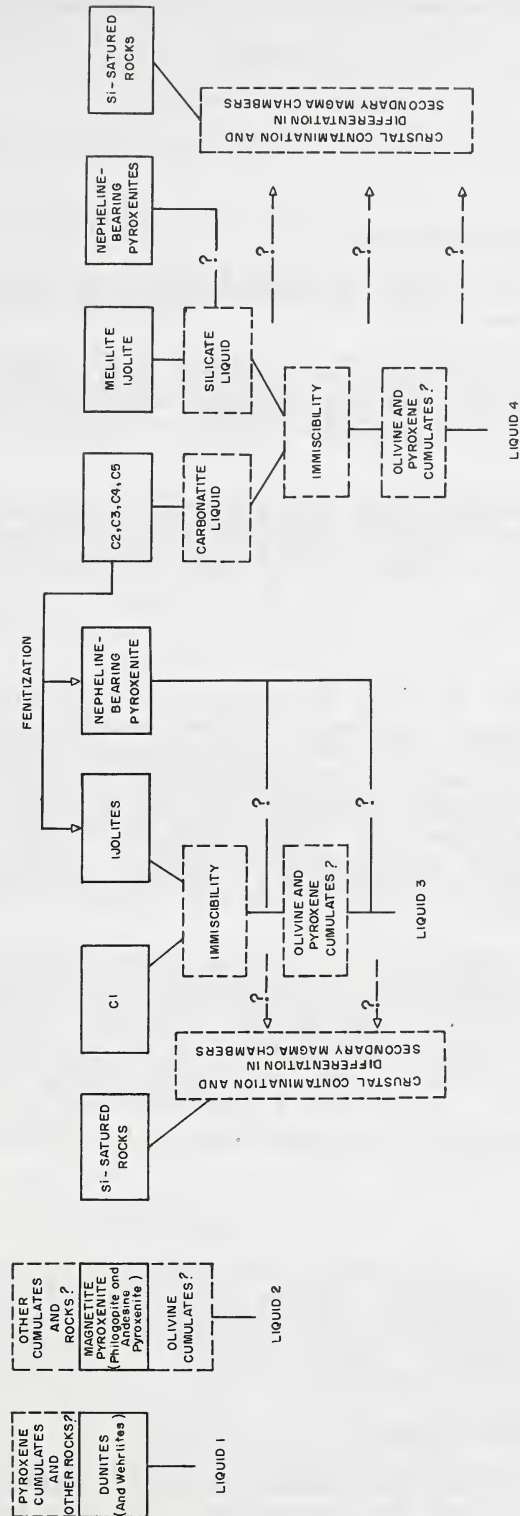 PYROXENE
CUMULATES
AND
OTHER ROCKS?
DUNITES
(And Wehrlites)
LIQUID 1
OTHER
CUMULATES
AND
ROCKS?
MAGNETITE
PYROXENITE
(Philogopite and
Andesine
Pyroxenite)
OLIVINE
CUMULATES?
LIQUID 2
Si-SATURED
ROCKS
CRUSTAL CONTAMINATION AND
DIFFERENTATION IN
SECONDARY MAGMA CHAMBERS
C1
IJOLITES
IMMISCIBILITY
OLIVINE AND
PYROXENE
CUMULATES?
LIQUID 3
?
?
?
?
FENITIZATION
NEPHELINE-
BEARING
PYROXENITE
C2,C3,C4,C5
CARBONATITE
LIQUID
MELILITE
IJOLITE
SILICATE
LIQUID
?
NEPHELINE-
BEARING
PYROXENITES
IMMISCIBILITY
OLIVINE AND
PYROXENE
CUMULATES?
LIQUID 4
?
?
?
Si-SATURED
ROCKS
CRUSTAL CONTAMINATION AND
DIFFERENTATION IN
SECONDARY MAGMA CHAMBERS